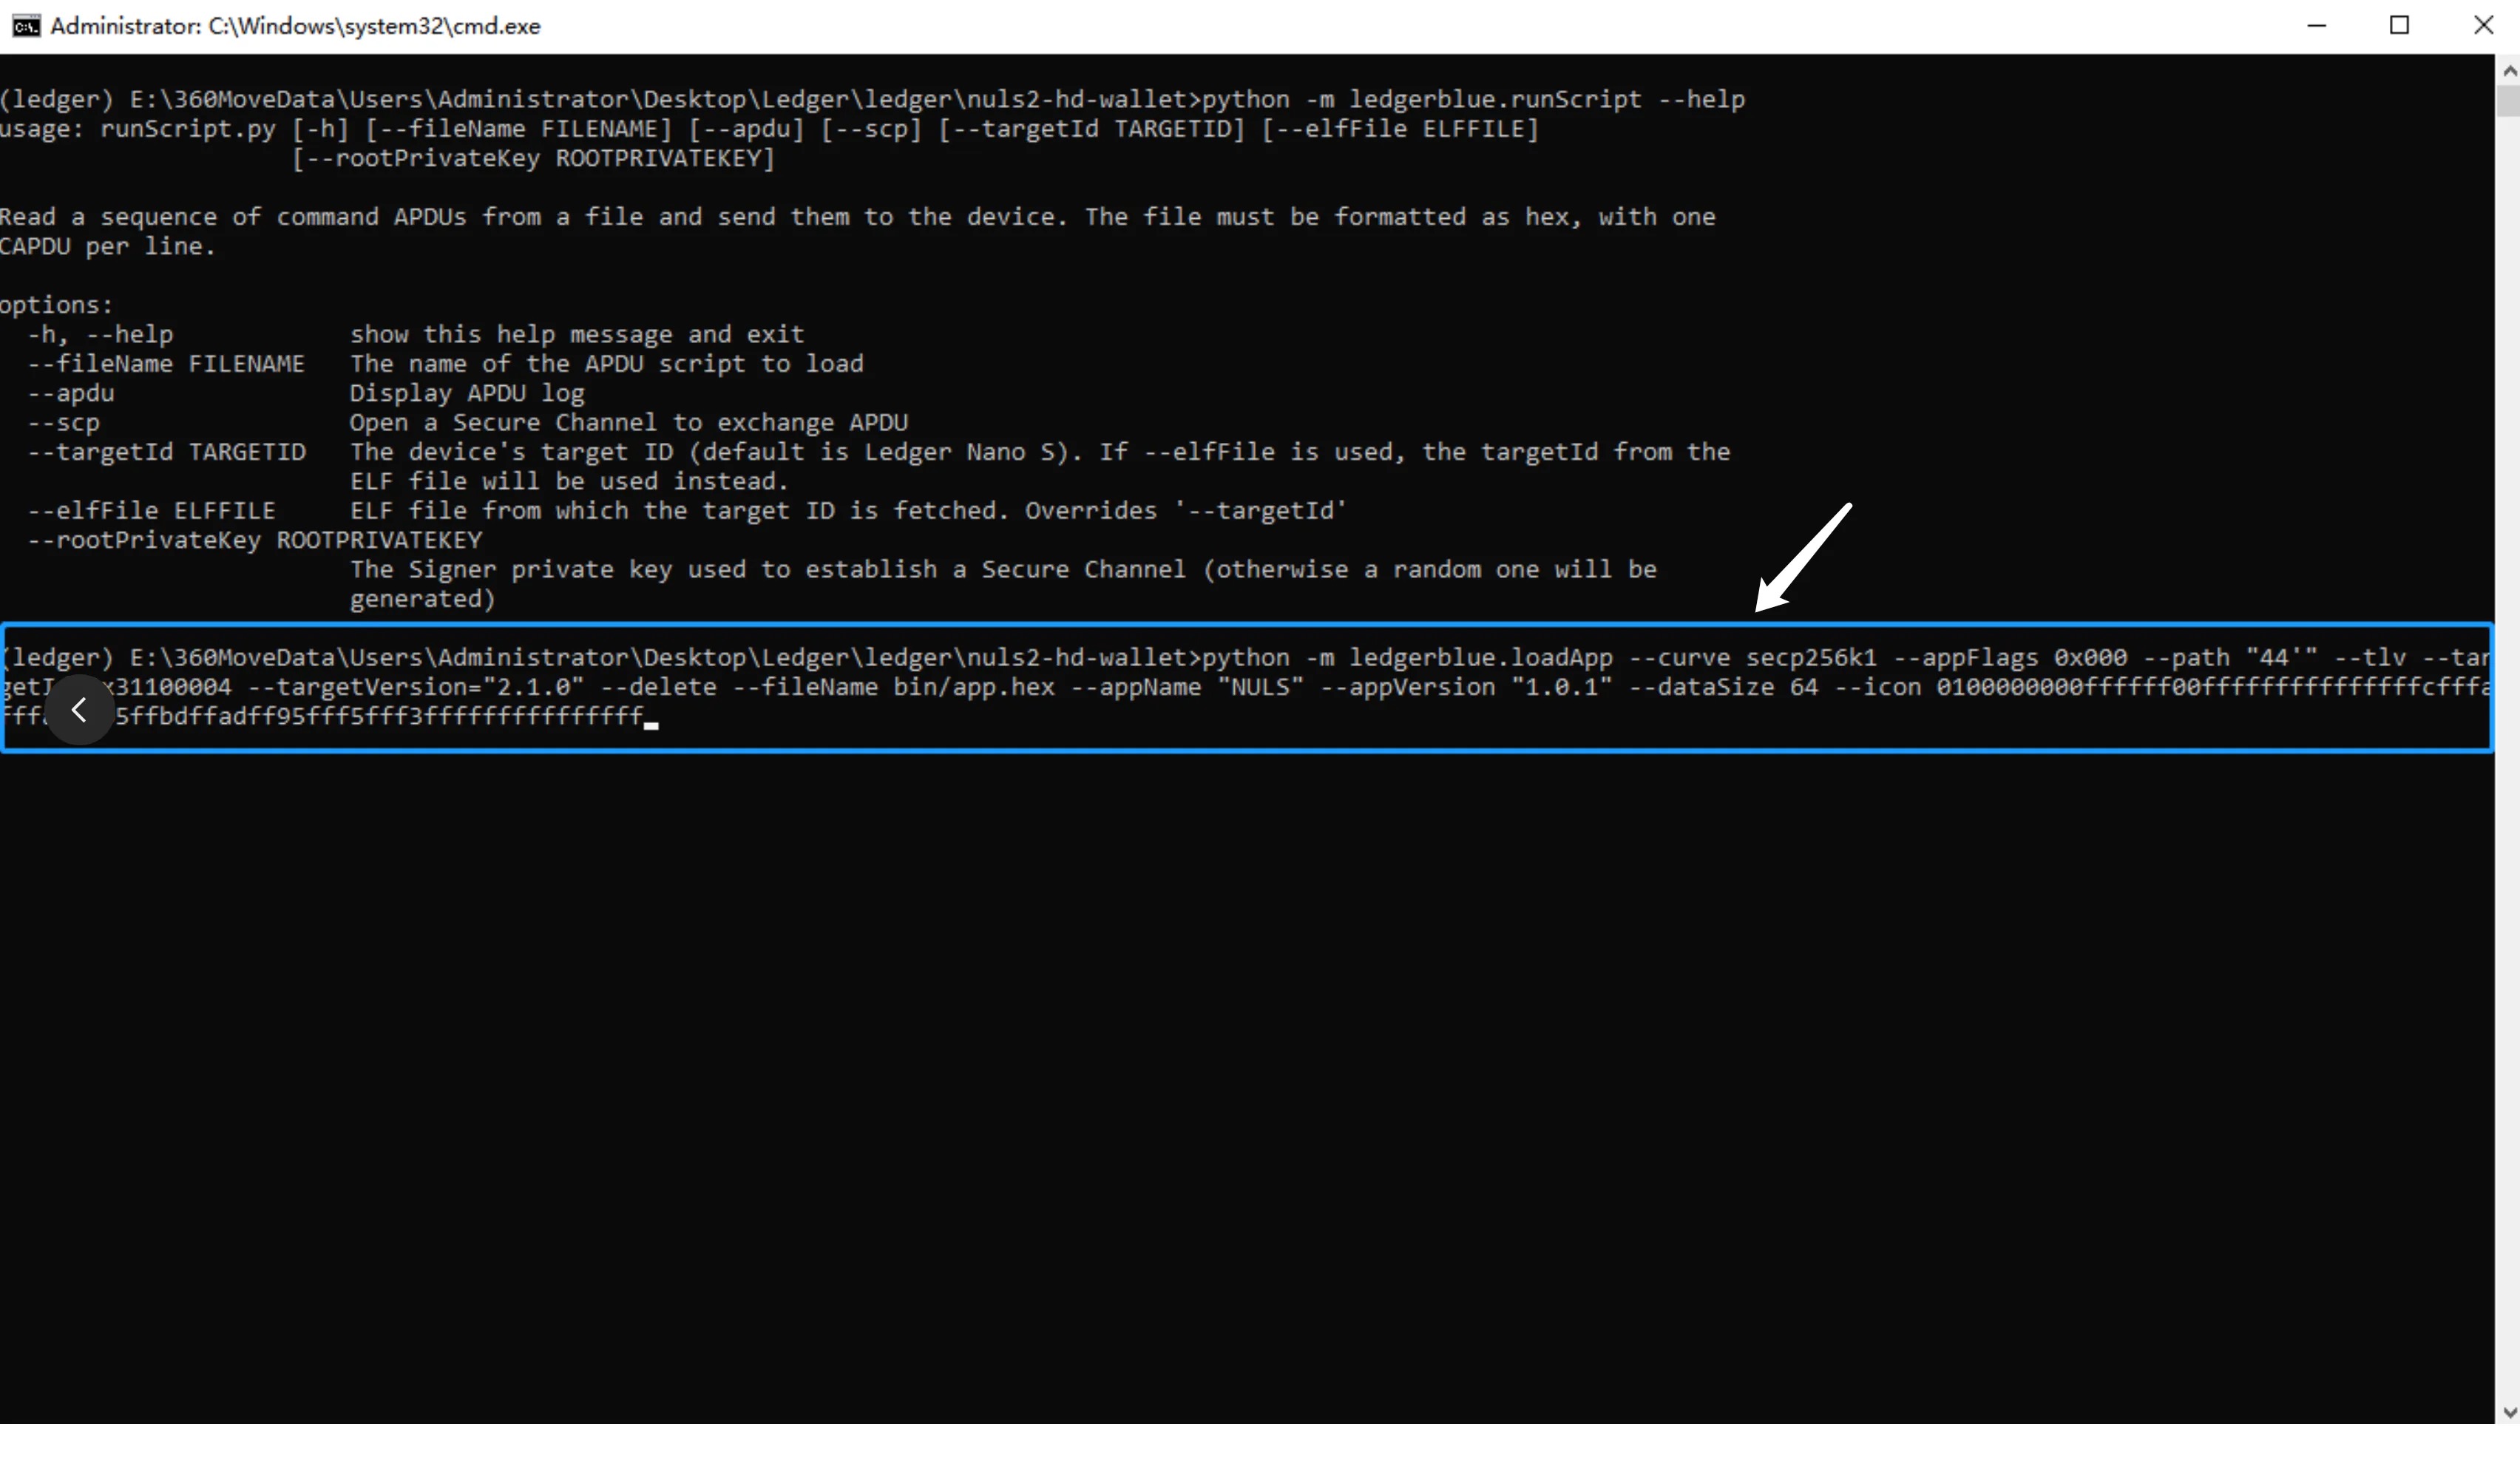 Administrator: C:\Windows\system32\cmd.exe
(ledger) E:\360MoveData\Users\Administrator\Desktop\Ledger\ledger\nuls2-hd-wallet>python -m ledgerblue.runScript --help
usage: runScript.py [-h] [--fileName FILENAME] [--apdu] [--scp] [--targetId TARGETID] [--elfFile ELFFILE]
[--rootPrivateKey ROOTPRIVATEKEY]
Read a sequence of command APDUs from a file and send them to the device. The file must be formatted as hex, with one
CAPDU per line.
options:
-h, --help show this help message and exit
--fileName FILENAME The name of the APDU script to load
--apdu Display APDU log
--scp Open a Secure Channel to exchange APDU
--targetId TARGETID The device's target ID (default is Ledger Nano S). If --elfFile is used, the targetId from the
ELF file will be used instead.
--elfFile ELFFILE ELF file from which the target ID is fetched. Overrides '--targetId'
--rootPrivateKey ROOTPRIVATEKEY
The Signer private key used to establish a Secure Channel (otherwise a random one will be
generated)
(ledger) E:\360MoveData\Users\Administrator\Desktop\Ledger\ledger\nuls2-hd-wallet>python -m ledgerblue.loadApp --curve secp256k1 --appFlags 0x000 --path "44'" --tlv --tar
getI x31100004 --targetVersion="2.1.0" --delete --fileName bin/app.hex --appName "NULS" --appVersion "1.0.1" --dataSize 64 --icon 0100000000ffffff00fffffffffffffffcfffa
5ffbdffadff95fff5fff3fffffffffffffff